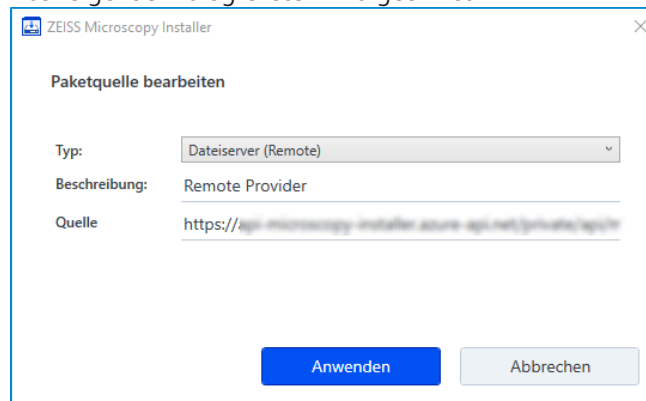 ZEISS Microscopy Installer
Paketquelle bearbeiten
Typ: Dateiserver (Remote)
Beschreibung: Remote Provider
Quelle https://
Anwenden Abbrechen